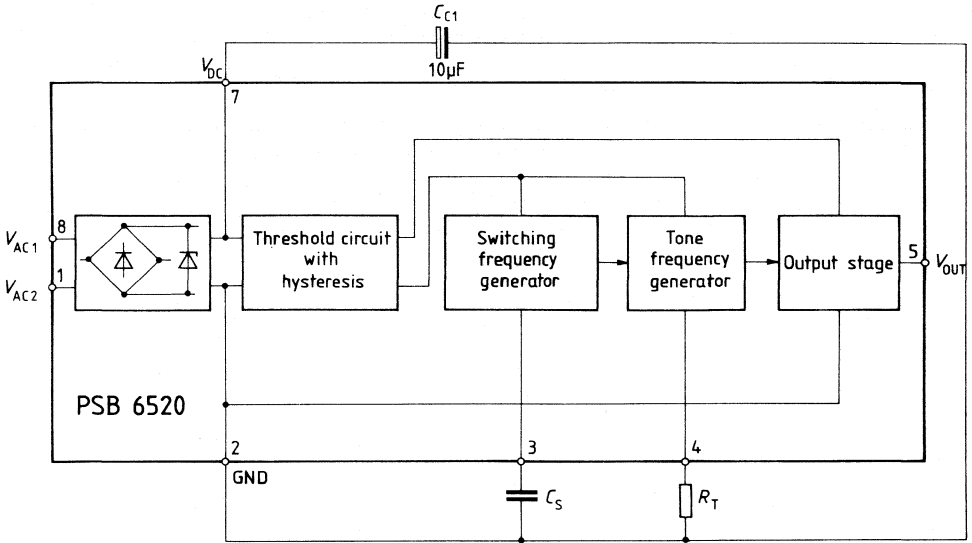 C_C1
10µF
V_DC
7
8
V_AC1
1
V_AC2
Threshold circuit
with
hysteresis
Switching
frequency
generator
Tone
frequency
generator
Output stage
5
V_OUT
PSB 6520
2
GND
3
4
C_S
R_T